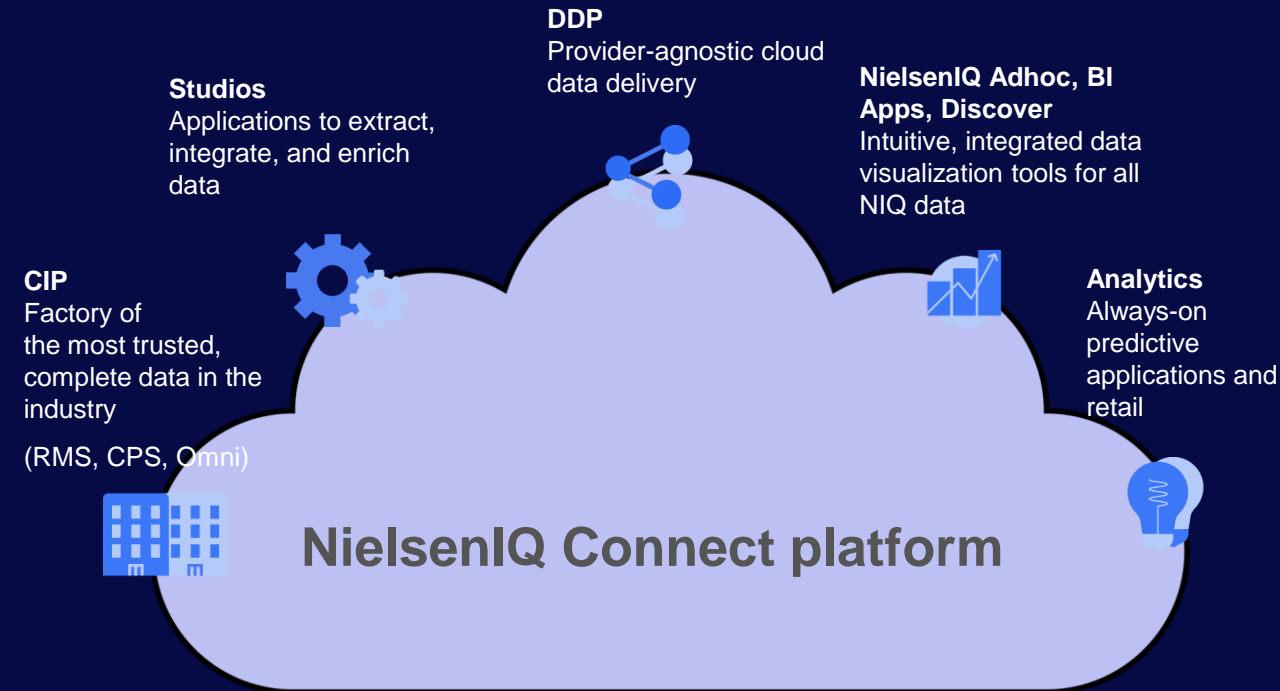 DDP
Provider-agnostic cloud
data delivery
Studios
Applications to extract,
integrate, and enrich
data
NielsenIQ Adhoc, BI
Apps, Discover
Intuitive, integrated data
visualization tools for all
NIQ data
CIP
Factory of
the most trusted,
complete data in the
industry
(RMS, CPS, Omni)
Analytics
Always-on
predictive
applications and
retail
NielsenIQ Connect platform